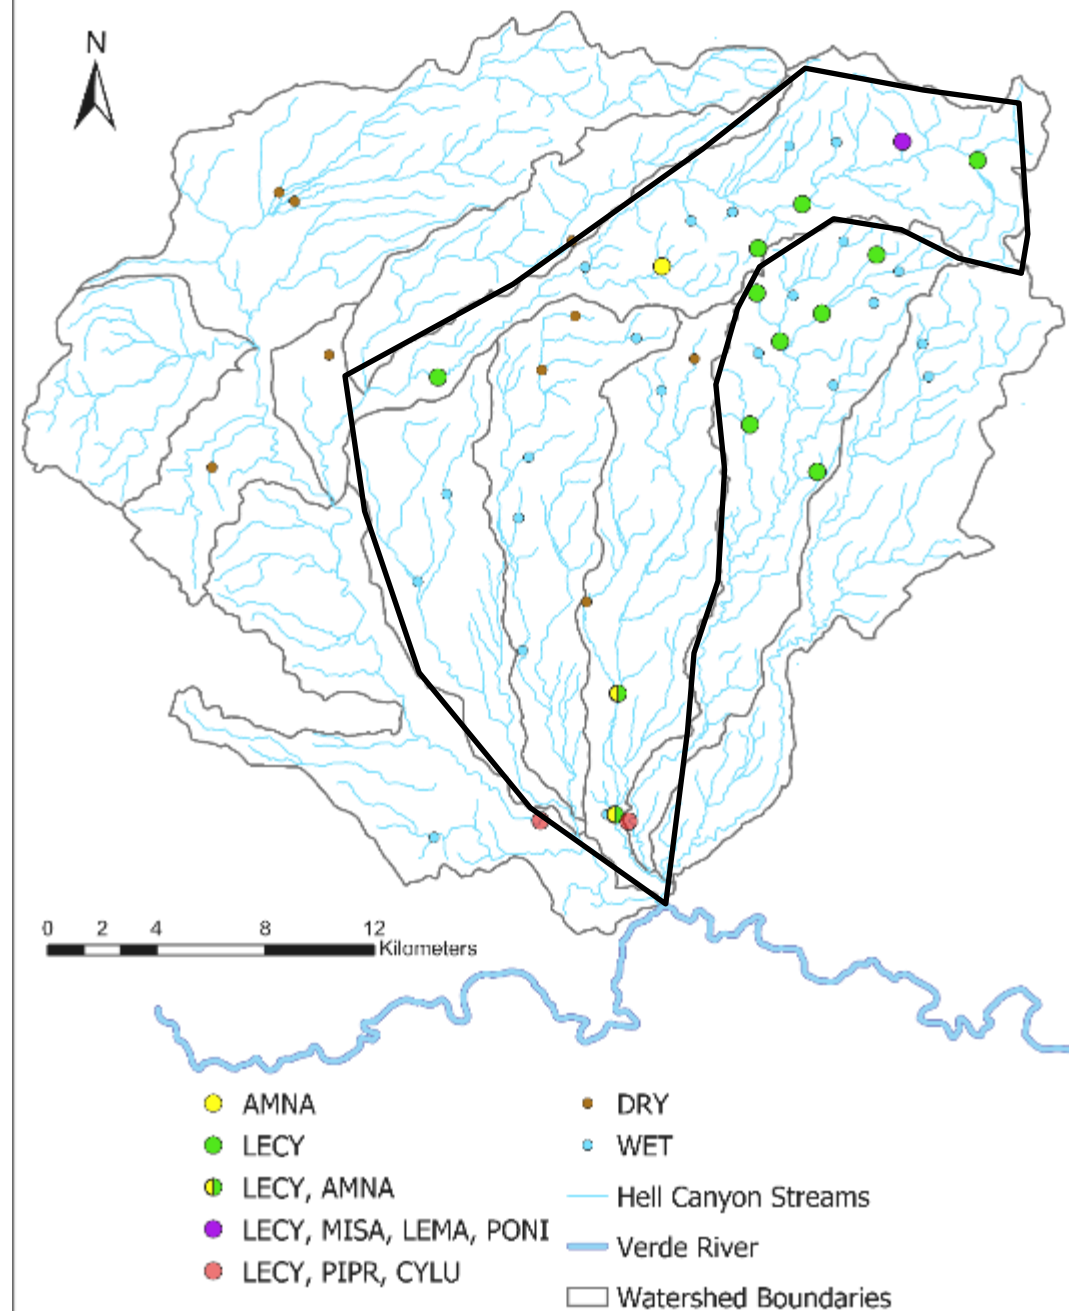 N
0 2 4 8 12
Kilometers
AMNA
LECY
LECY, AMNA
LECY, MISA, LEMA, PONI
LECY, PIPR, CYLU
DRY
WET
Hell Canyon Streams
Verde River
Watershed Boundaries